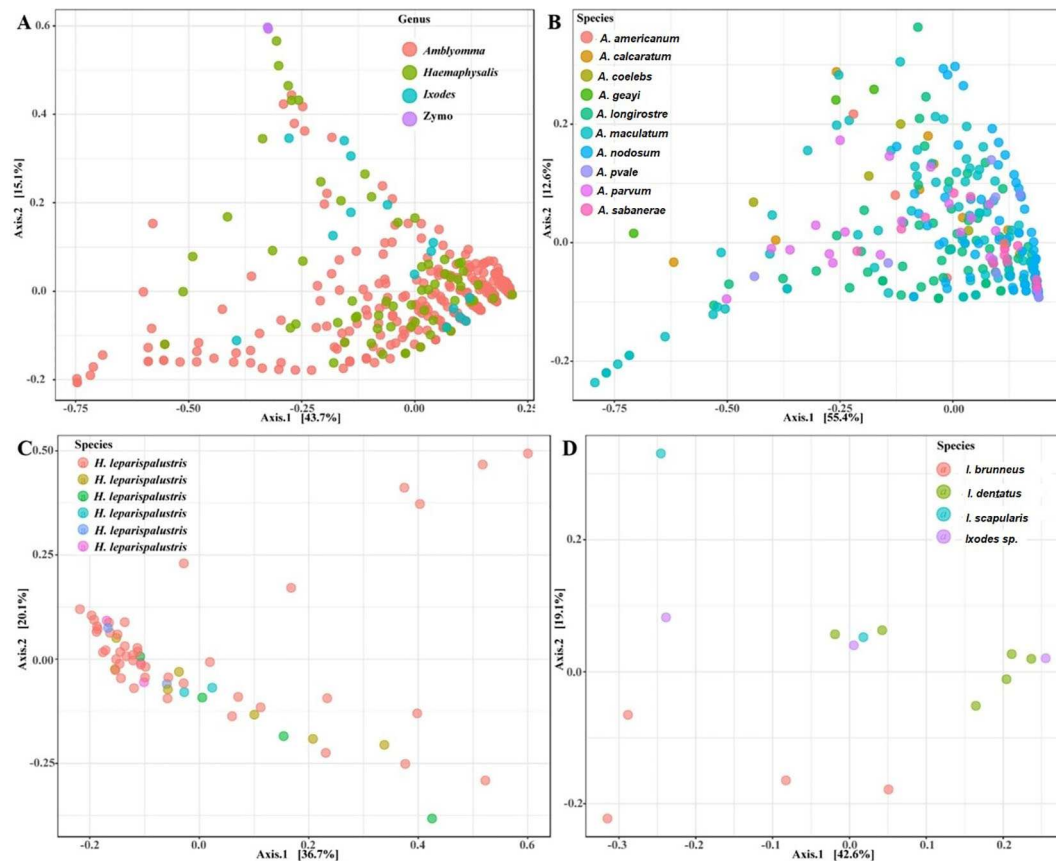 A
Genus
Amblyomma
Haemaphysalis
Ixodes
Zymo
0.6
0.4
0.2
0.0
-0.2
Axis.2 [15.1%]
-0.75
-0.50
-0.25
0.00
0.25
Axis.1 [43.7%]
B
Species
A. americanum
A. calcaratum
A. coelebs
A. geayi
A. longirostre
A. maculatum
A. nodosum
A. pvale
A. parvum
A. sabanerae
0.2
0.0
-0.2
Axis.2 [12.6%]
-0.75
-0.50
-0.25
0.00
Axis.1 [55.4%]
C
Species
H. leparispalustris
H. leparispalustris
H. leparispalustris
H. leparispalustris
H. leparispalustris
H. leparispalustris
0.50
0.25
0.00
-0.25
Axis.2 [20.1%]
-0.2
0.0
0.2
0.4
0.6
Axis.1 [36.7%]
D
Species
a I. brunneus
a I. dentatus
a I. scapularis
a Ixodes sp.
0.2
0.0
-0.2
Axis.2 [19.1%]
-0.3
-0.2
-0.1
0.0
0.1
0.2
Axis.1 [42.6%]